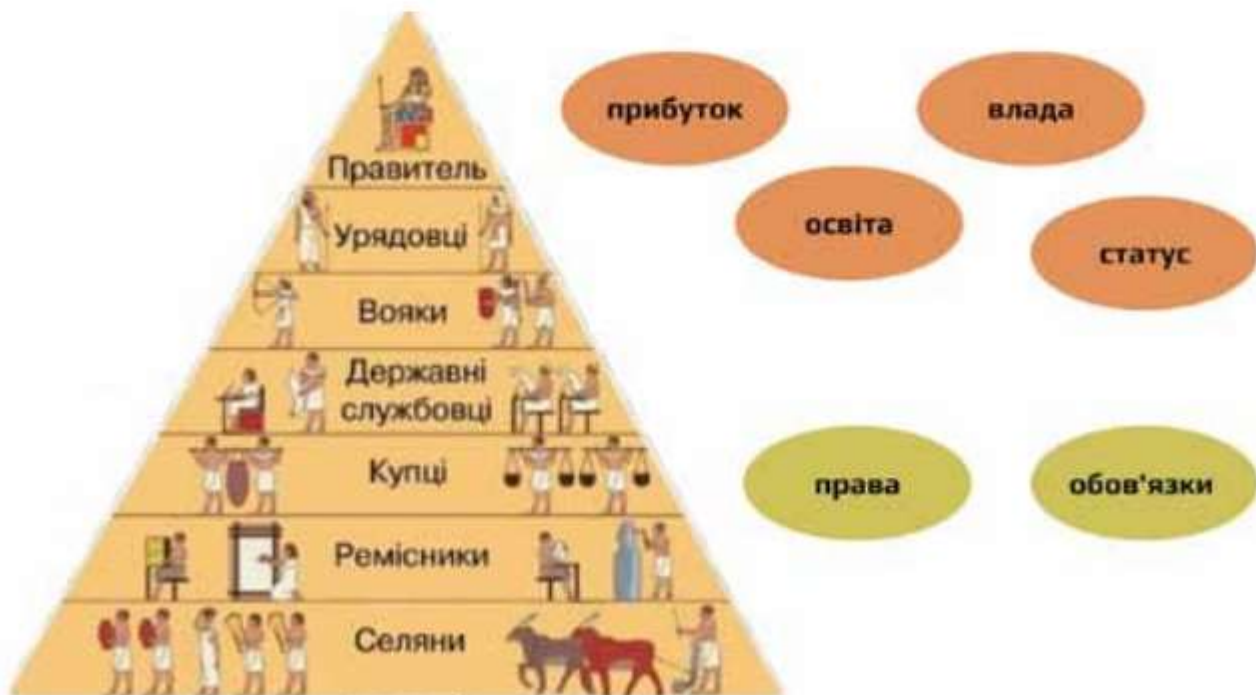 Правитель
Урядовці
Вояки
Державні
службовці
Купці
Ремісники
Селяни
прибуток
влада
освіта
статус
права
обов'язки